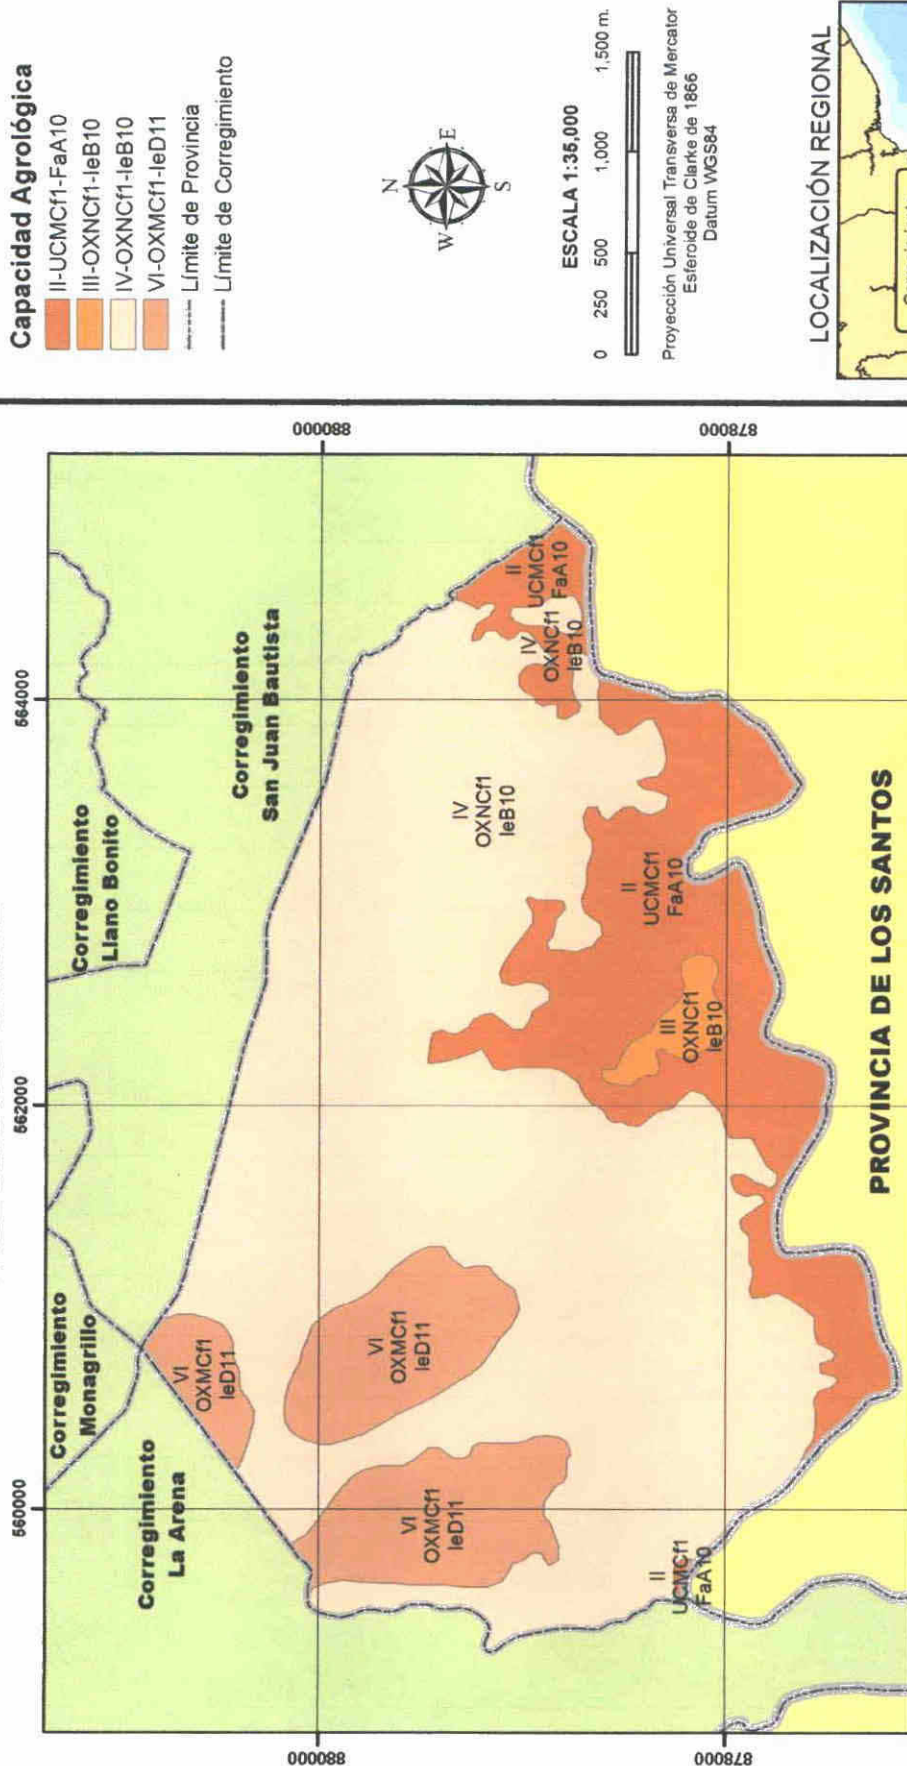 560000
562000
564000
880000
878000
880000
878000
Corregimiento
Monagrillo
Corregimiento
La Arena
Corregimiento
Llano Bonito
Corregimiento
San Juan Bautista
VI
OXMCf1
IeD11
VI
OXMCf1
IeD11
VI
OXMCf1
IeD11
IV
OXNCf1
IeB10
IV
OXNCf1
IeB10
II
UCMCf1
FaA10
II
UCMCf1
FaA10
III
OXNCf1
IeB10
II
UCMCf1
FaA10
PROVINCIA DE LOS SANTOS
Capacidad Agrológica
II-UCMCf1-FaA10
III-OXNCf1-IeB10
IV-OXNCf1-IeB10
VI-OXMCf1-IeD11
Límite de Provincia
Límite de Corregimiento
N
W E
S
ESCALA 1:35,000
0 250 500 1,000 1,500 m.
Proyección Universal Transversa de Mercator
Esferoide de Clarke de 1866
Datum WGS84
LOCALIZACIÓN REGIONAL